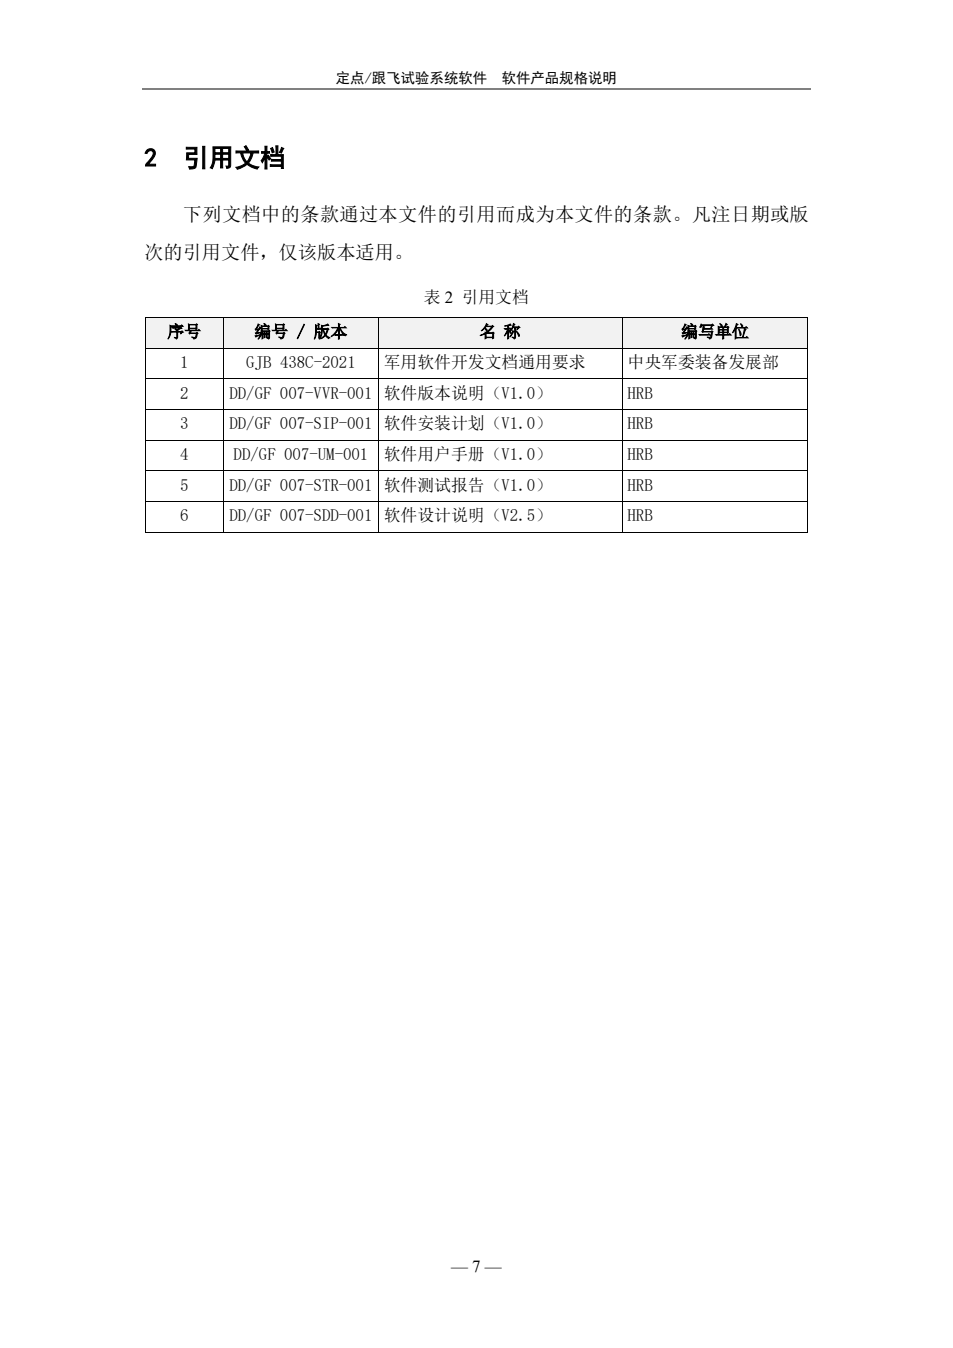 定点/跟飞试验系统软件 软件产品规格说明
2 引用文档
下列文档中的条款通过本文件的引用而成为本文件的条款。凡注日期或版
次的引用文件，仅该版本适用。
表 2 引用文档
序号 编号 / 版本 名 称 编写单位
1 GJB 438C-2021 军用软件开发文档通用要求 中央军委装备发展部
2 DD/GF 007-VVR-001 软件版本说明（V1.0） HRB
3 DD/GF 007-SIP-001 软件安装计划（V1.0） HRB
4 DD/GF 007-UM-001 软件用户手册（V1.0） HRB
5 DD/GF 007-STR-001 软件测试报告（V1.0） HRB
6 DD/GF 007-SDD-001 软件设计说明（V2.5） HRB
— 7 —